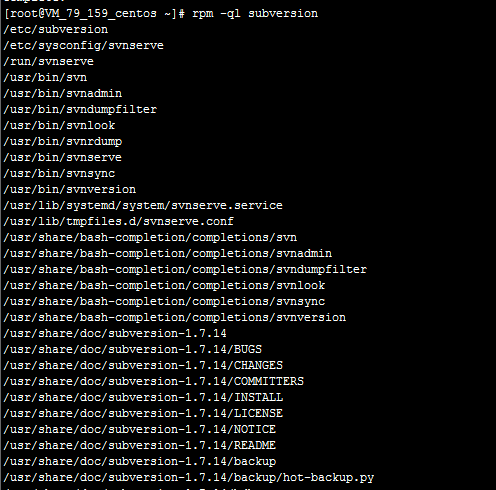 [root@VM_79_159_centos ~]# rpm -ql subversion
/etc/subversion
/etc/sysconfig/svnserve
/run/svnserve
/usr/bin/svn
/usr/bin/svnadmin
/usr/bin/svndumpfilter
/usr/bin/svnlook
/usr/bin/svnrdump
/usr/bin/svnserve
/usr/bin/svnsync
/usr/bin/svnversion
/usr/lib/systemd/system/svnserve.service
/usr/lib/tmpfiles.d/svnserve.conf
/usr/share/bash-completion/completions/svn
/usr/share/bash-completion/completions/svnadmin
/usr/share/bash-completion/completions/svndumpfilter
/usr/share/bash-completion/completions/svnlook
/usr/share/bash-completion/completions/svnsync
/usr/share/bash-completion/completions/svnversion
/usr/share/doc/subversion-1.7.14
/usr/share/doc/subversion-1.7.14/BUGS
/usr/share/doc/subversion-1.7.14/CHANGES
/usr/share/doc/subversion-1.7.14/COMMITTERS
/usr/share/doc/subversion-1.7.14/INSTALL
/usr/share/doc/subversion-1.7.14/LICENSE
/usr/share/doc/subversion-1.7.14/NOTICE
/usr/share/doc/subversion-1.7.14/README
/usr/share/doc/subversion-1.7.14/backup
/usr/share/doc/subversion-1.7.14/backup/hot-backup.py